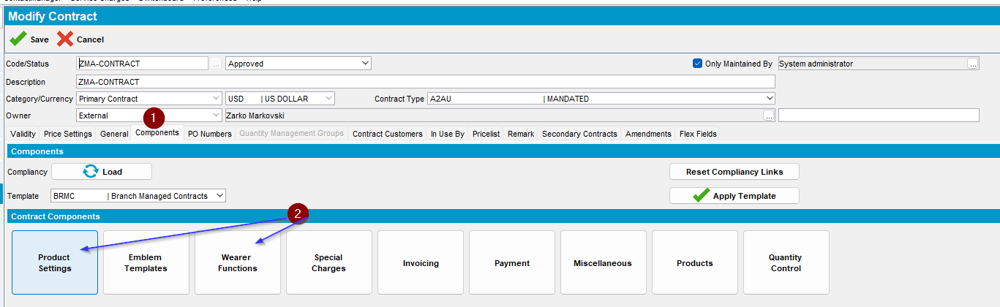 Modify Contract
Save Cancel
Code/Status ZMA-CONTRACT ... Approved Only Maintained By System administrator ...
Description ZMA-CONTRACT
Category/Currency Primary Contract USD | US DOLLAR Contract Type A2AU | MANDATED
Owner External Zarko Markovski ...
1
Validity Price Settings General Components PO Numbers Quantity Management Groups Contract Customers In Use By Pricelist Remark Secondary Contracts Amendments Flex Fields
Components
Compliancy Load Reset Compliancy Links
Template BRMC | Branch Managed Contracts Apply Template
Contract Components
2
Product Settings
Emblem Templates
Wearer Functions
Special Charges
Invoicing
Payment
Miscellaneous
Products
Quantity Control